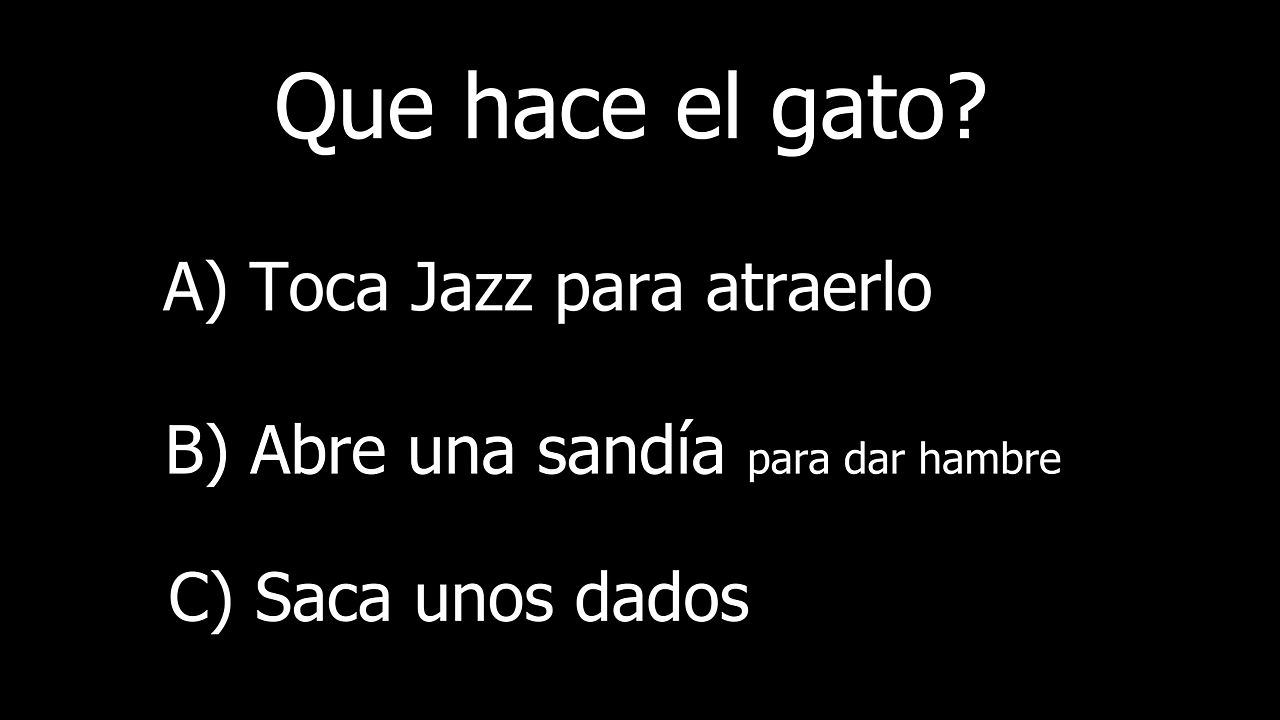 Que hace el gato?
A) Toca Jazz para atraerlo
B) Abre una sandía para dar hambre
C) Saca unos dados